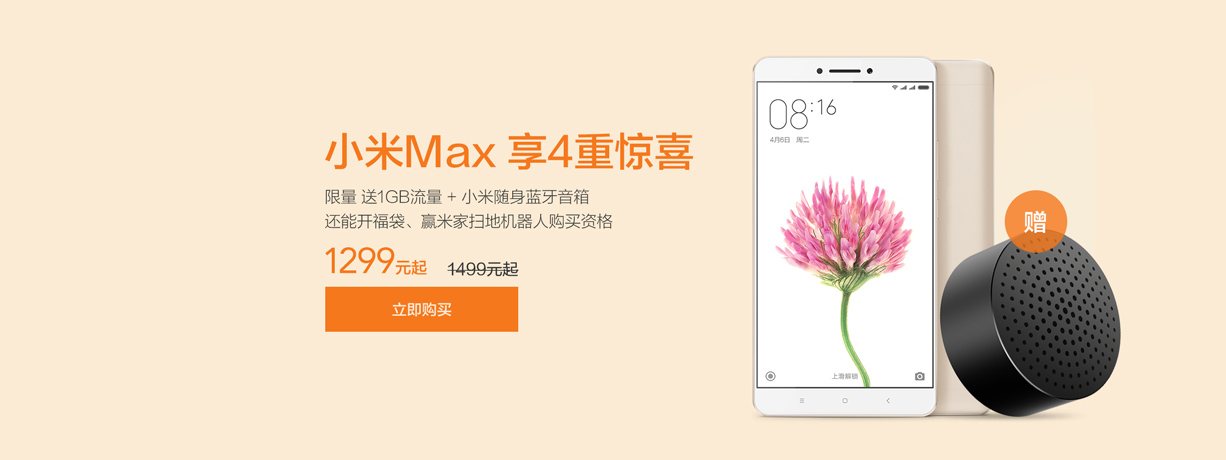 小米Max 享4重惊喜
限量 送1GB流量 + 小米随身蓝牙音箱
还能开福袋、赢米家扫地机器人购买资格
1299元起 1499元起
立即购买
08:16
4月6日 周二
上滑解锁
赠